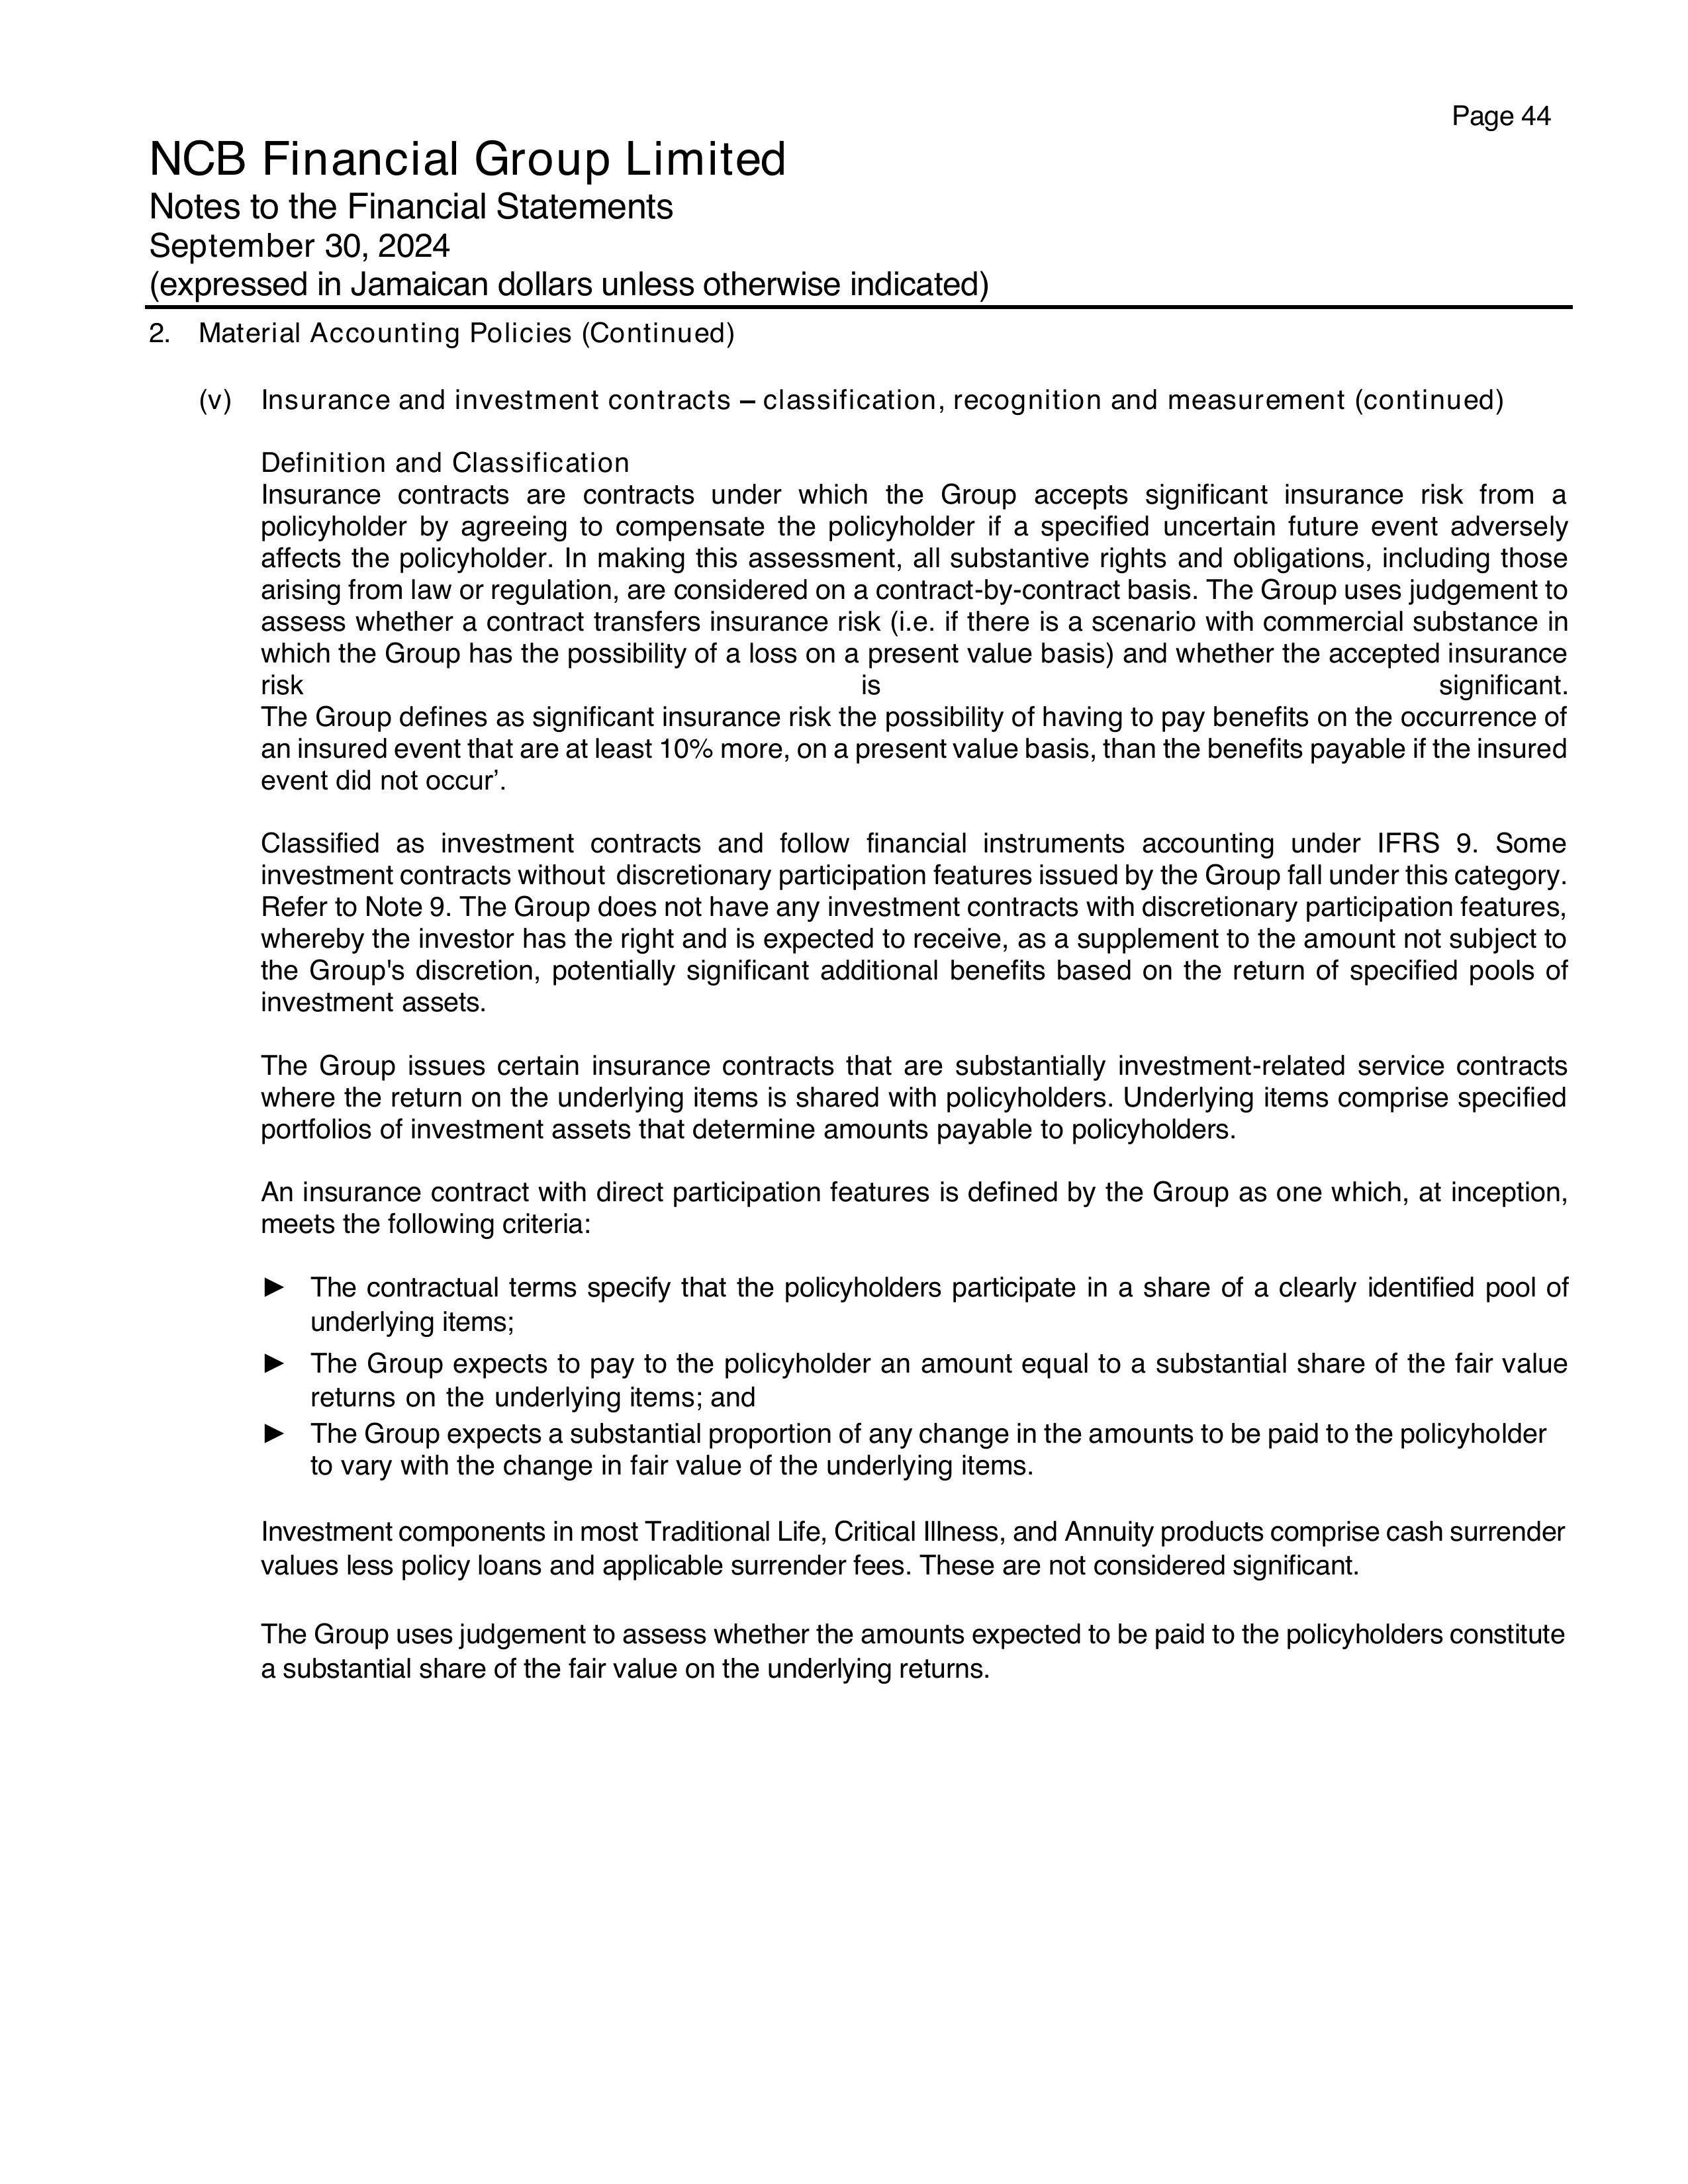 Page 44
NCB Financial Group Limited
Notes to the Financial Statements
September 30, 2024
(expressed in Jamaican dollars unless otherwise indicated)
2. Material Accounting Policies (Continued)
(v) Insurance and investment contracts – classification, recognition and measurement (continued)
Definition and Classification
Insurance contracts are contracts under which the Group accepts significant insurance risk from a
policyholder by agreeing to compensate the policyholder if a specified uncertain future event adversely
affects the policyholder. In making this assessment, all substantive rights and obligations, including those
arising from law or regulation, are considered on a contract-by-contract basis. The Group uses judgement to
assess whether a contract transfers insurance risk (i.e. if there is a scenario with commercial substance in
which the Group has the possibility of a loss on a present value basis) and whether the accepted insurance
risk is significant.
The Group defines as significant insurance risk the possibility of having to pay benefits on the occurrence of
an insured event that are at least 10% more, on a present value basis, than the benefits payable if the insured
event did not occur’.
Classified as investment contracts and follow financial instruments accounting under IFRS 9. Some
investment contracts without discretionary participation features issued by the Group fall under this category.
Refer to Note 9. The Group does not have any investment contracts with discretionary participation features,
whereby the investor has the right and is expected to receive, as a supplement to the amount not subject to
the Group's discretion, potentially significant additional benefits based on the return of specified pools of
investment assets.
The Group issues certain insurance contracts that are substantially investment-related service contracts
where the return on the underlying items is shared with policyholders. Underlying items comprise specified
portfolios of investment assets that determine amounts payable to policyholders.
An insurance contract with direct participation features is defined by the Group as one which, at inception,
meets the following criteria:
► The contractual terms specify that the policyholders participate in a share of a clearly identified pool of
underlying items;
► The Group expects to pay to the policyholder an amount equal to a substantial share of the fair value
returns on the underlying items; and
► The Group expects a substantial proportion of any change in the amounts to be paid to the policyholder
to vary with the change in fair value of the underlying items.
Investment components in most Traditional Life, Critical Illness, and Annuity products comprise cash surrender
values less policy loans and applicable surrender fees. These are not considered significant.
The Group uses judgement to assess whether the amounts expected to be paid to the policyholders constitute
a substantial share of the fair value on the underlying returns.